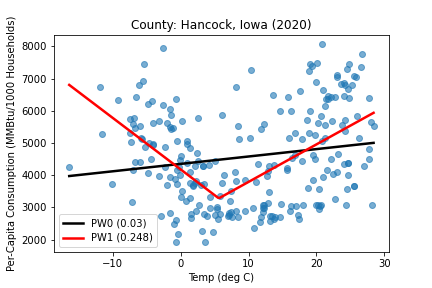 County: Hancock, Iowa (2020)
Per-Capita Consumption (MMBtu/1000 Households)
8000
7000
6000
5000
4000
3000
2000
PW0 (0.03)
PW1 (0.248)
−10
0
10
20
30
Temp (deg C)